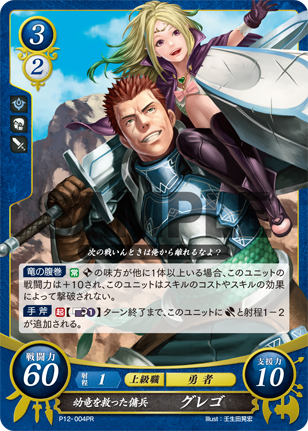 3
2
次の戦いんときは俺から離れるなよ？
竜の腹巻 常 の味方が他に1体以上いる場合、このユニットの
戦闘力は＋10され、このユニットはスキルのコストやスキルの効果
によって撃破されない。
手斧 起 [1] ターン終了まで、このユニットに と射程1－2
が追加される。
戦闘力
60
射程 1 上級職 勇者
支援力
10
P12-004PR
幼竜を救った傭兵 グレゴ
Illust：壬生田晃宏